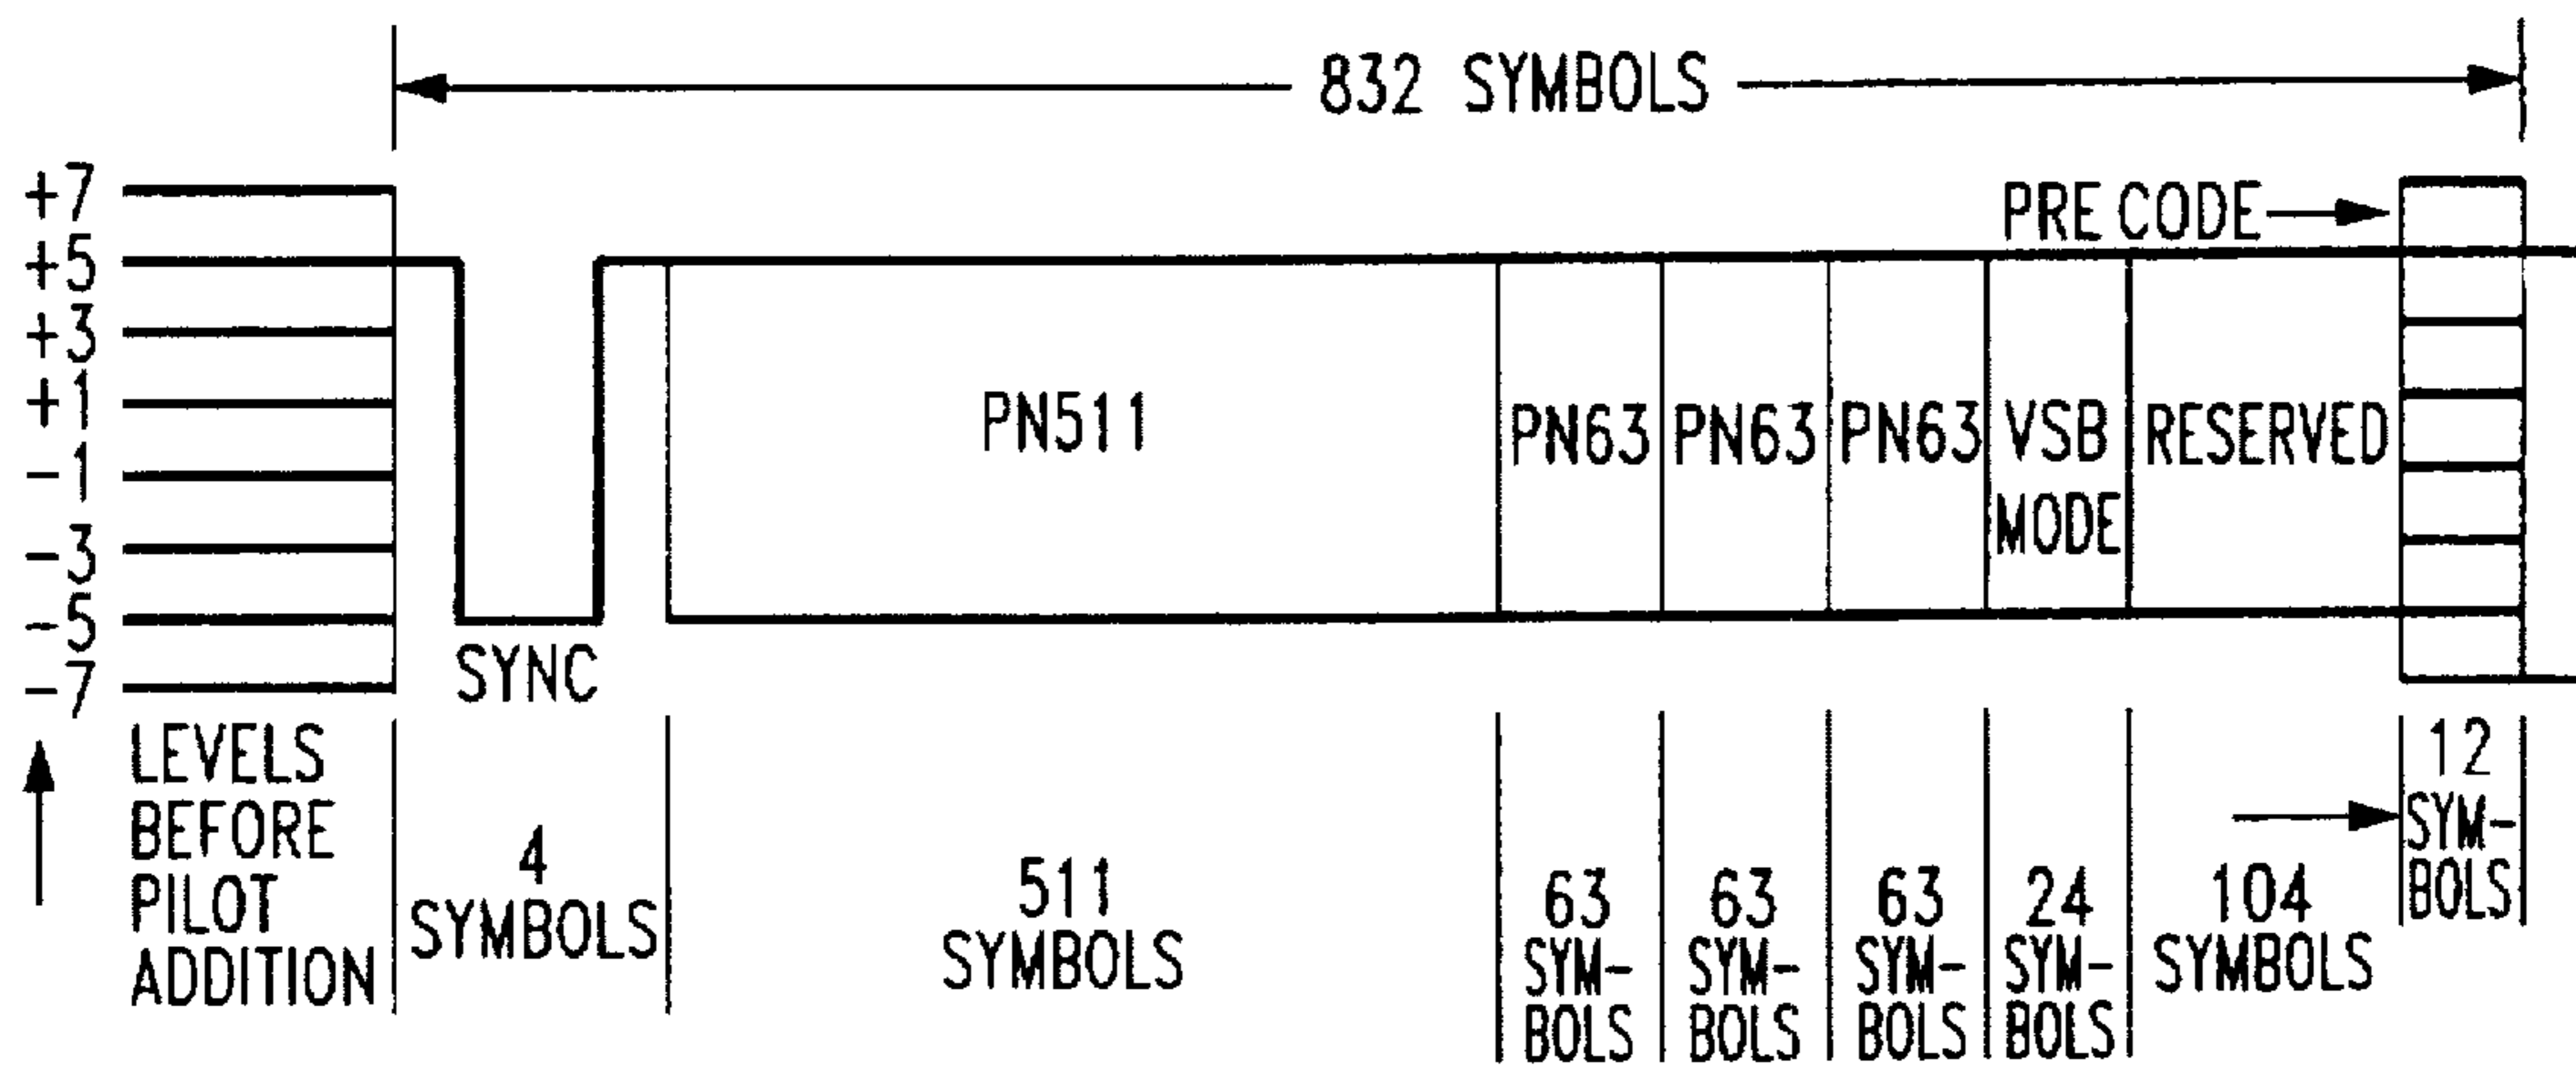 832 SYMBOLS
+7
+5
+3
+1
-1
-3
-5
-7
PRE CODE
SYNC
PN511
PN63
PN63
PN63
VSB
MODE
RESERVED
LEVELS
BEFORE
PILOT
ADDITION
4
SYMBOLS
511
SYMBOLS
63
SYM-
BOLS
63
SYM-
BOLS
63
SYM-
BOLS
24
SYM-
BOLS
104
SYMBOLS
12
SYM-
BOLS